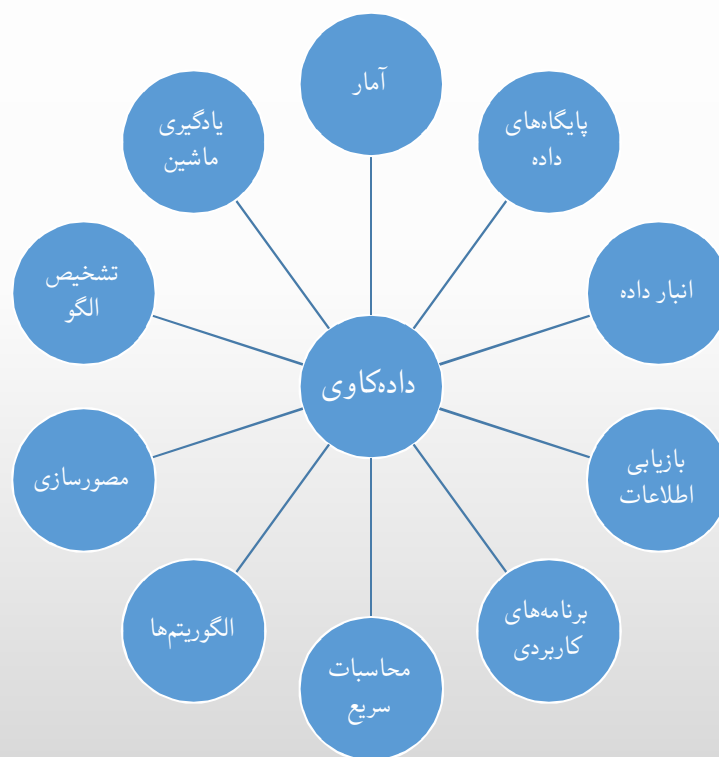 آمار
پایگاه‌های
داده
انبار داده
بازیابی
اطلاعات
برنامه‌های
کاربردی
محاسبات
سریع
الگوریتم‌ها
مصورسازی
تشخیص
الگو
یادگیری
ماشین
داده‌کاوی